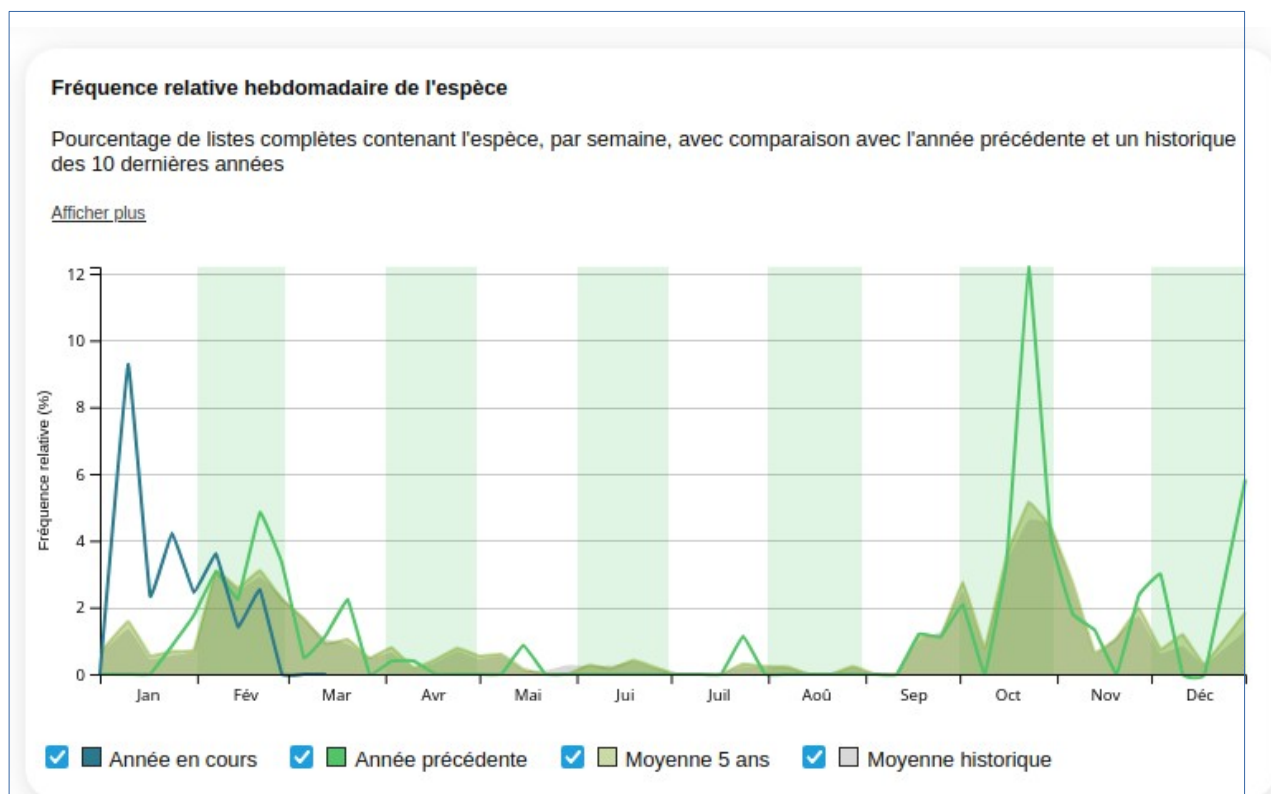 Fréquence relative hebdomadaire de l'espèce
Pourcentage de listes complètes contenant l'espèce, par semaine, avec comparaison avec l'année précédente et un historique
des 10 dernières années
Afficher plus
Fréquence relative (%)
12
10
8
6
4
2
0
Jan Fév Mar Avr Mai Jui Juil Aoû Sep Oct Nov Déc
Année en cours Année précédente Moyenne 5 ans Moyenne historique